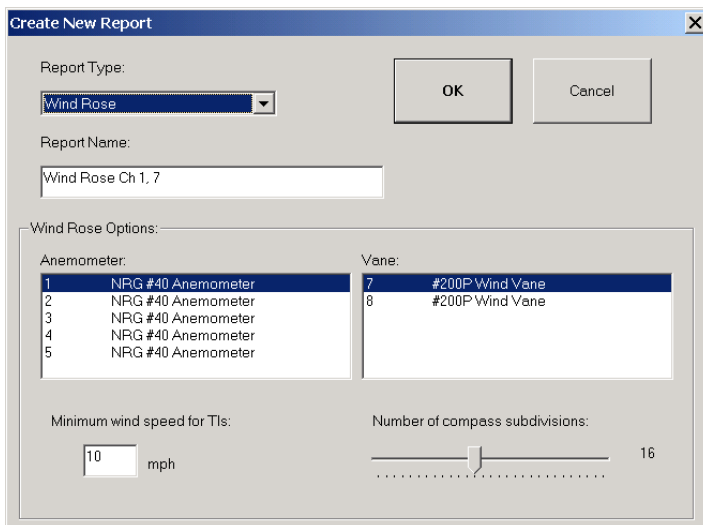 Create New Report
Report Type:
Wind Rose
OK
Cancel
Report Name:
Wind Rose Ch 1, 7
Wind Rose Options:
Anemometer:
1 NRG #40 Anemometer
2 NRG #40 Anemometer
3 NRG #40 Anemometer
4 NRG #40 Anemometer
5 NRG #40 Anemometer
Vane:
7 #200P Wind Vane
8 #200P Wind Vane
Minimum wind speed for TIs:
10 mph
Number of compass subdivisions:
16